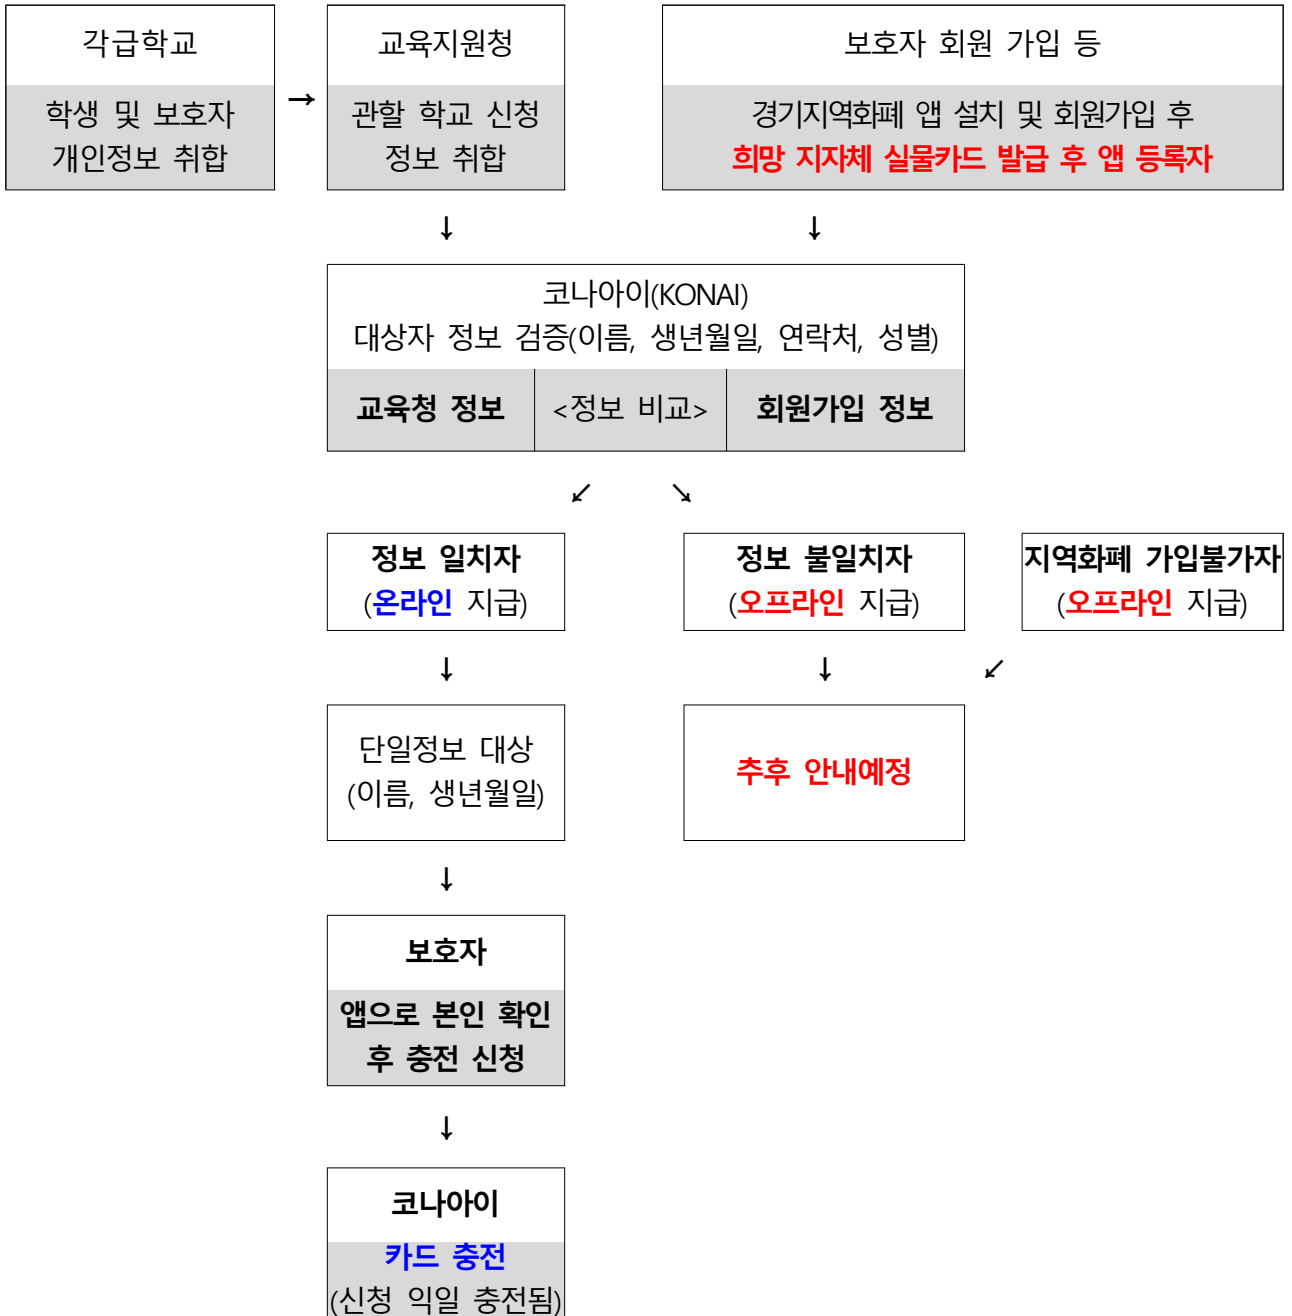 각급학교
학생 및 보호자
개인정보 취합
→
교육지원청
관할 학교 신청
정보 취합
보호자 회원 가입 등
경기지역화폐 앱 설치 및 회원가입 후
희망 지자체 실물카드 발급 후 앱 등록자
↓ ↓
코나아이(KONAI)
대상자 정보 검증(이름, 생년월일, 연락처, 성별)
교육청 정보 <정보 비교> 회원가입 정보
↙ ↘
정보 일치자
(온라인 지급)
정보 불일치자
(오프라인 지급)
지역화폐 가입불가자
(오프라인 지급)
↓ ↓ ↙
단일정보 대상
(이름, 생년월일)
추후 안내예정
↓
보호자
앱으로 본인 확인
후 충전 신청
↓
코나아이
카드 충전
(신청 익일 충전됨)